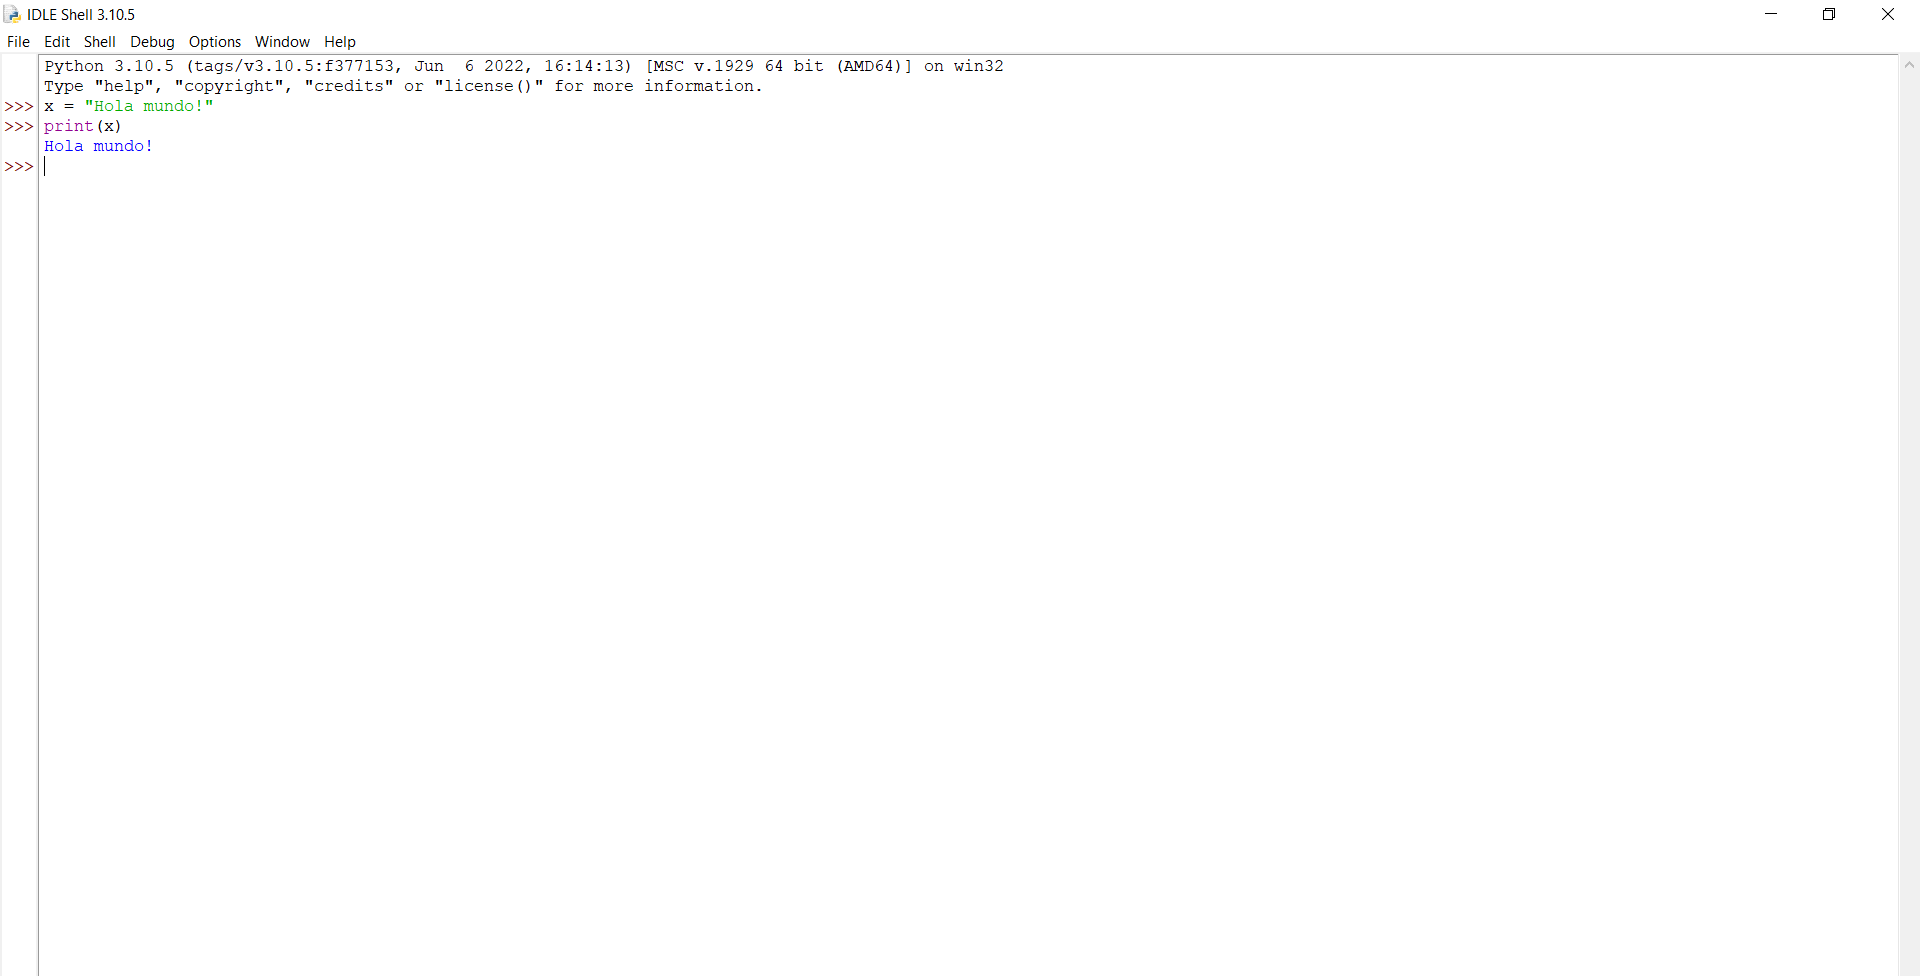 IDLE Shell 3.10.5
File Edit Shell Debug Options Window Help
Python 3.10.5 (tags/v3.10.5:f377153, Jun  6 2022, 16:14:13) [MSC v.1929 64 bit (AMD64)] on win32
Type "help", "copyright", "credits" or "license()" for more information.
>>> x = "Hola mundo!"
>>> print(x)
Hola mundo!
>>>